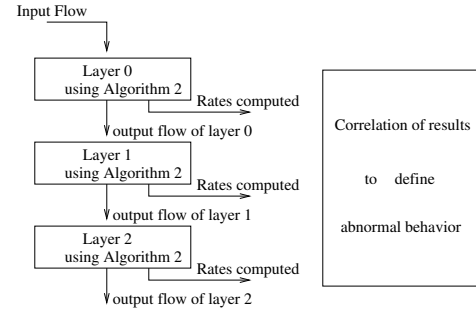 Input Flow
Layer 0
using Algorithm 2
Rates computed
output flow of layer 0
Layer 1
using Algorithm 2
Rates computed
output flow of layer 1
Layer 2
using Algorithm 2
Rates computed
output flow of layer 2
Correlation of results
to define
abnormal behavior